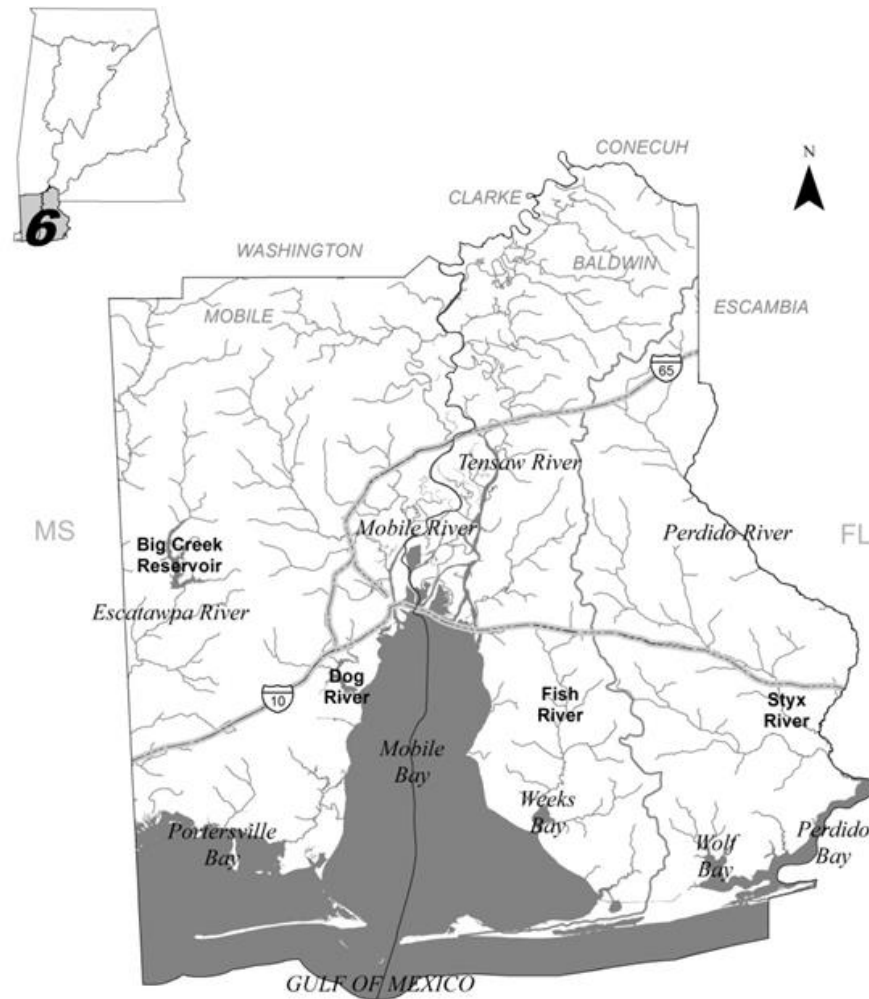 6
N
CONECUH
CLARKE
WASHINGTON
BALDWIN
MOBILE
ESCAMBIA
65
Tensaw River
MS
Big Creek
Reservoir
Mobile River
Perdido River
FL
Escatawpa River
10
Dog
River
Fish
River
Styx
River
Mobile
Bay
Weeks
Bay
Portersville
Bay
Wolf
Bay
Perdido
Bay
GULF OF MEXICO